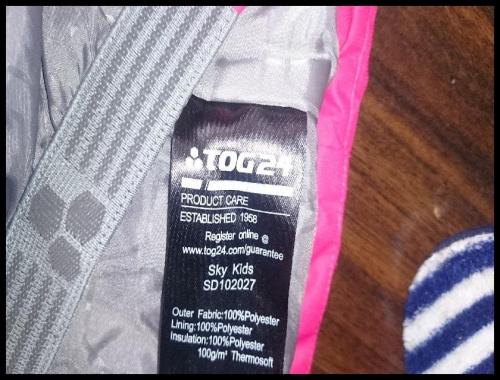 TOG24
PRODUCT CARE
ESTABLISHED 1958
Register online @
www.tog24.com/guarantee
Sky Kids
SD102027
Outer Fabric:100%Polyester
Lining:100%Polyester
Insulation:100%Polyester
100g/m² Thermosoft